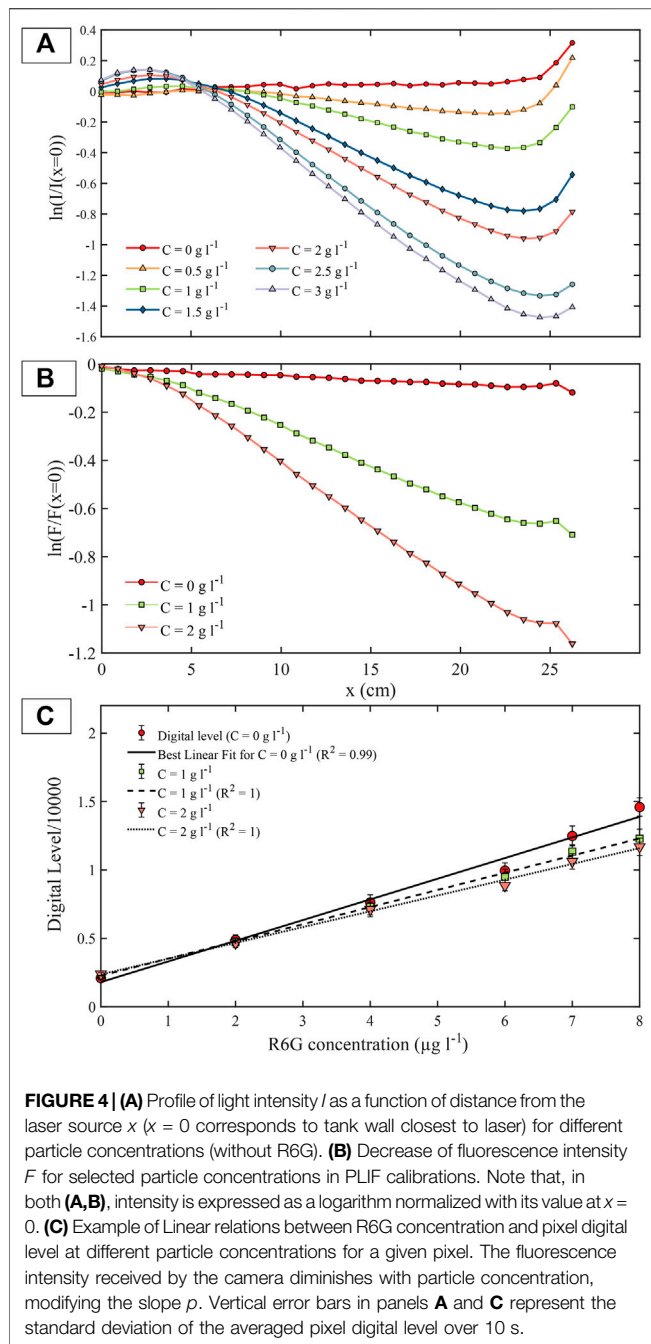 A
0.4
0.2
0
-0.2
-0.4
-0.6
-0.8
-1
-1.2
-1.4
-1.6
ln(I/I(x=0))
C = 0 g l⁻¹
C = 0.5 g l⁻¹
C = 1 g l⁻¹
C = 1.5 g l⁻¹
C = 2 g l⁻¹
C = 2.5 g l⁻¹
C = 3 g l⁻¹
0 5 10 15 20 25 30
B
0
-0.2
-0.4
-0.6
-0.8
-1
-1.2
ln(F/F(x=0))
C = 0 g l⁻¹
C = 1 g l⁻¹
C = 2 g l⁻¹
0 5 10 15 20 25 30
x (cm)
C
2
1.5
1
0.5
0
Digital Level/10000
Digital level (C = 0 g l⁻¹)
Best Linear Fit for C = 0 g l⁻¹ (R² = 0.99)
C = 1 g l⁻¹
C = 1 g l⁻¹ (R² = 1)
C = 2 g l⁻¹
C = 2 g l⁻¹ (R² = 1)
0 1 2 3 4 5 6 7 8
R6G concentration (µg l⁻¹)
FIGURE 4 | (A) Profile of light intensity I as a function of distance from the
laser source x (x = 0 corresponds to tank wall closest to laser) for different
particle concentrations (without R6G). (B) Decrease of fluorescence intensity
F for selected particle concentrations in PLIF calibrations. Note that, in
both (A,B), intensity is expressed as a logarithm normalized with its value at x =
0. (C) Example of Linear relations between R6G concentration and pixel digital
level at different particle concentrations for a given pixel. The fluorescence
intensity received by the camera diminishes with particle concentration,
modifying the slope p. Vertical error bars in panels A and C represent the
standard deviation of the averaged pixel digital level over 10 s.